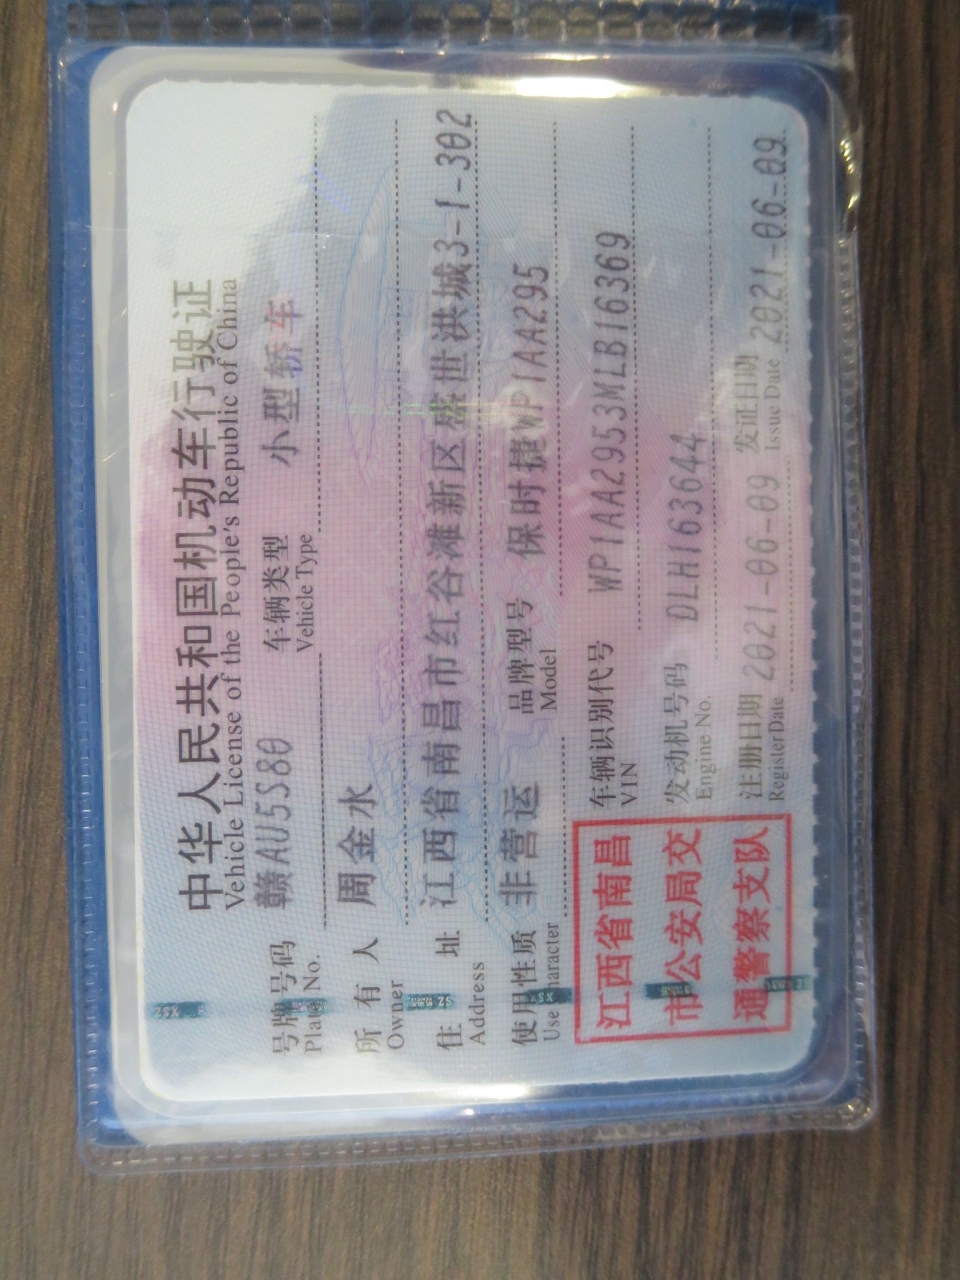 中华人民共和国机动车行驶证
Vehicle License of the People's Republic of China
号牌号码 赣AU5S80 车辆类型 小型轿车
Plate No. Vehicle Type
所有人 周金水
Owner
住址 江西省南昌市红谷滩新区盛世洪城3-1-302
Address
使用性质 非营运 品牌型号 保时捷WP1AA295
Use Character Model
江西省南昌市公安局交通警察支队
车辆识别代号 WP1AA2953MLB16369
VIN
发动机号码 DLH163644
Engine No.
注册日期 2021-06-09 发证日期 2021-06-09
Register Date Issue Date